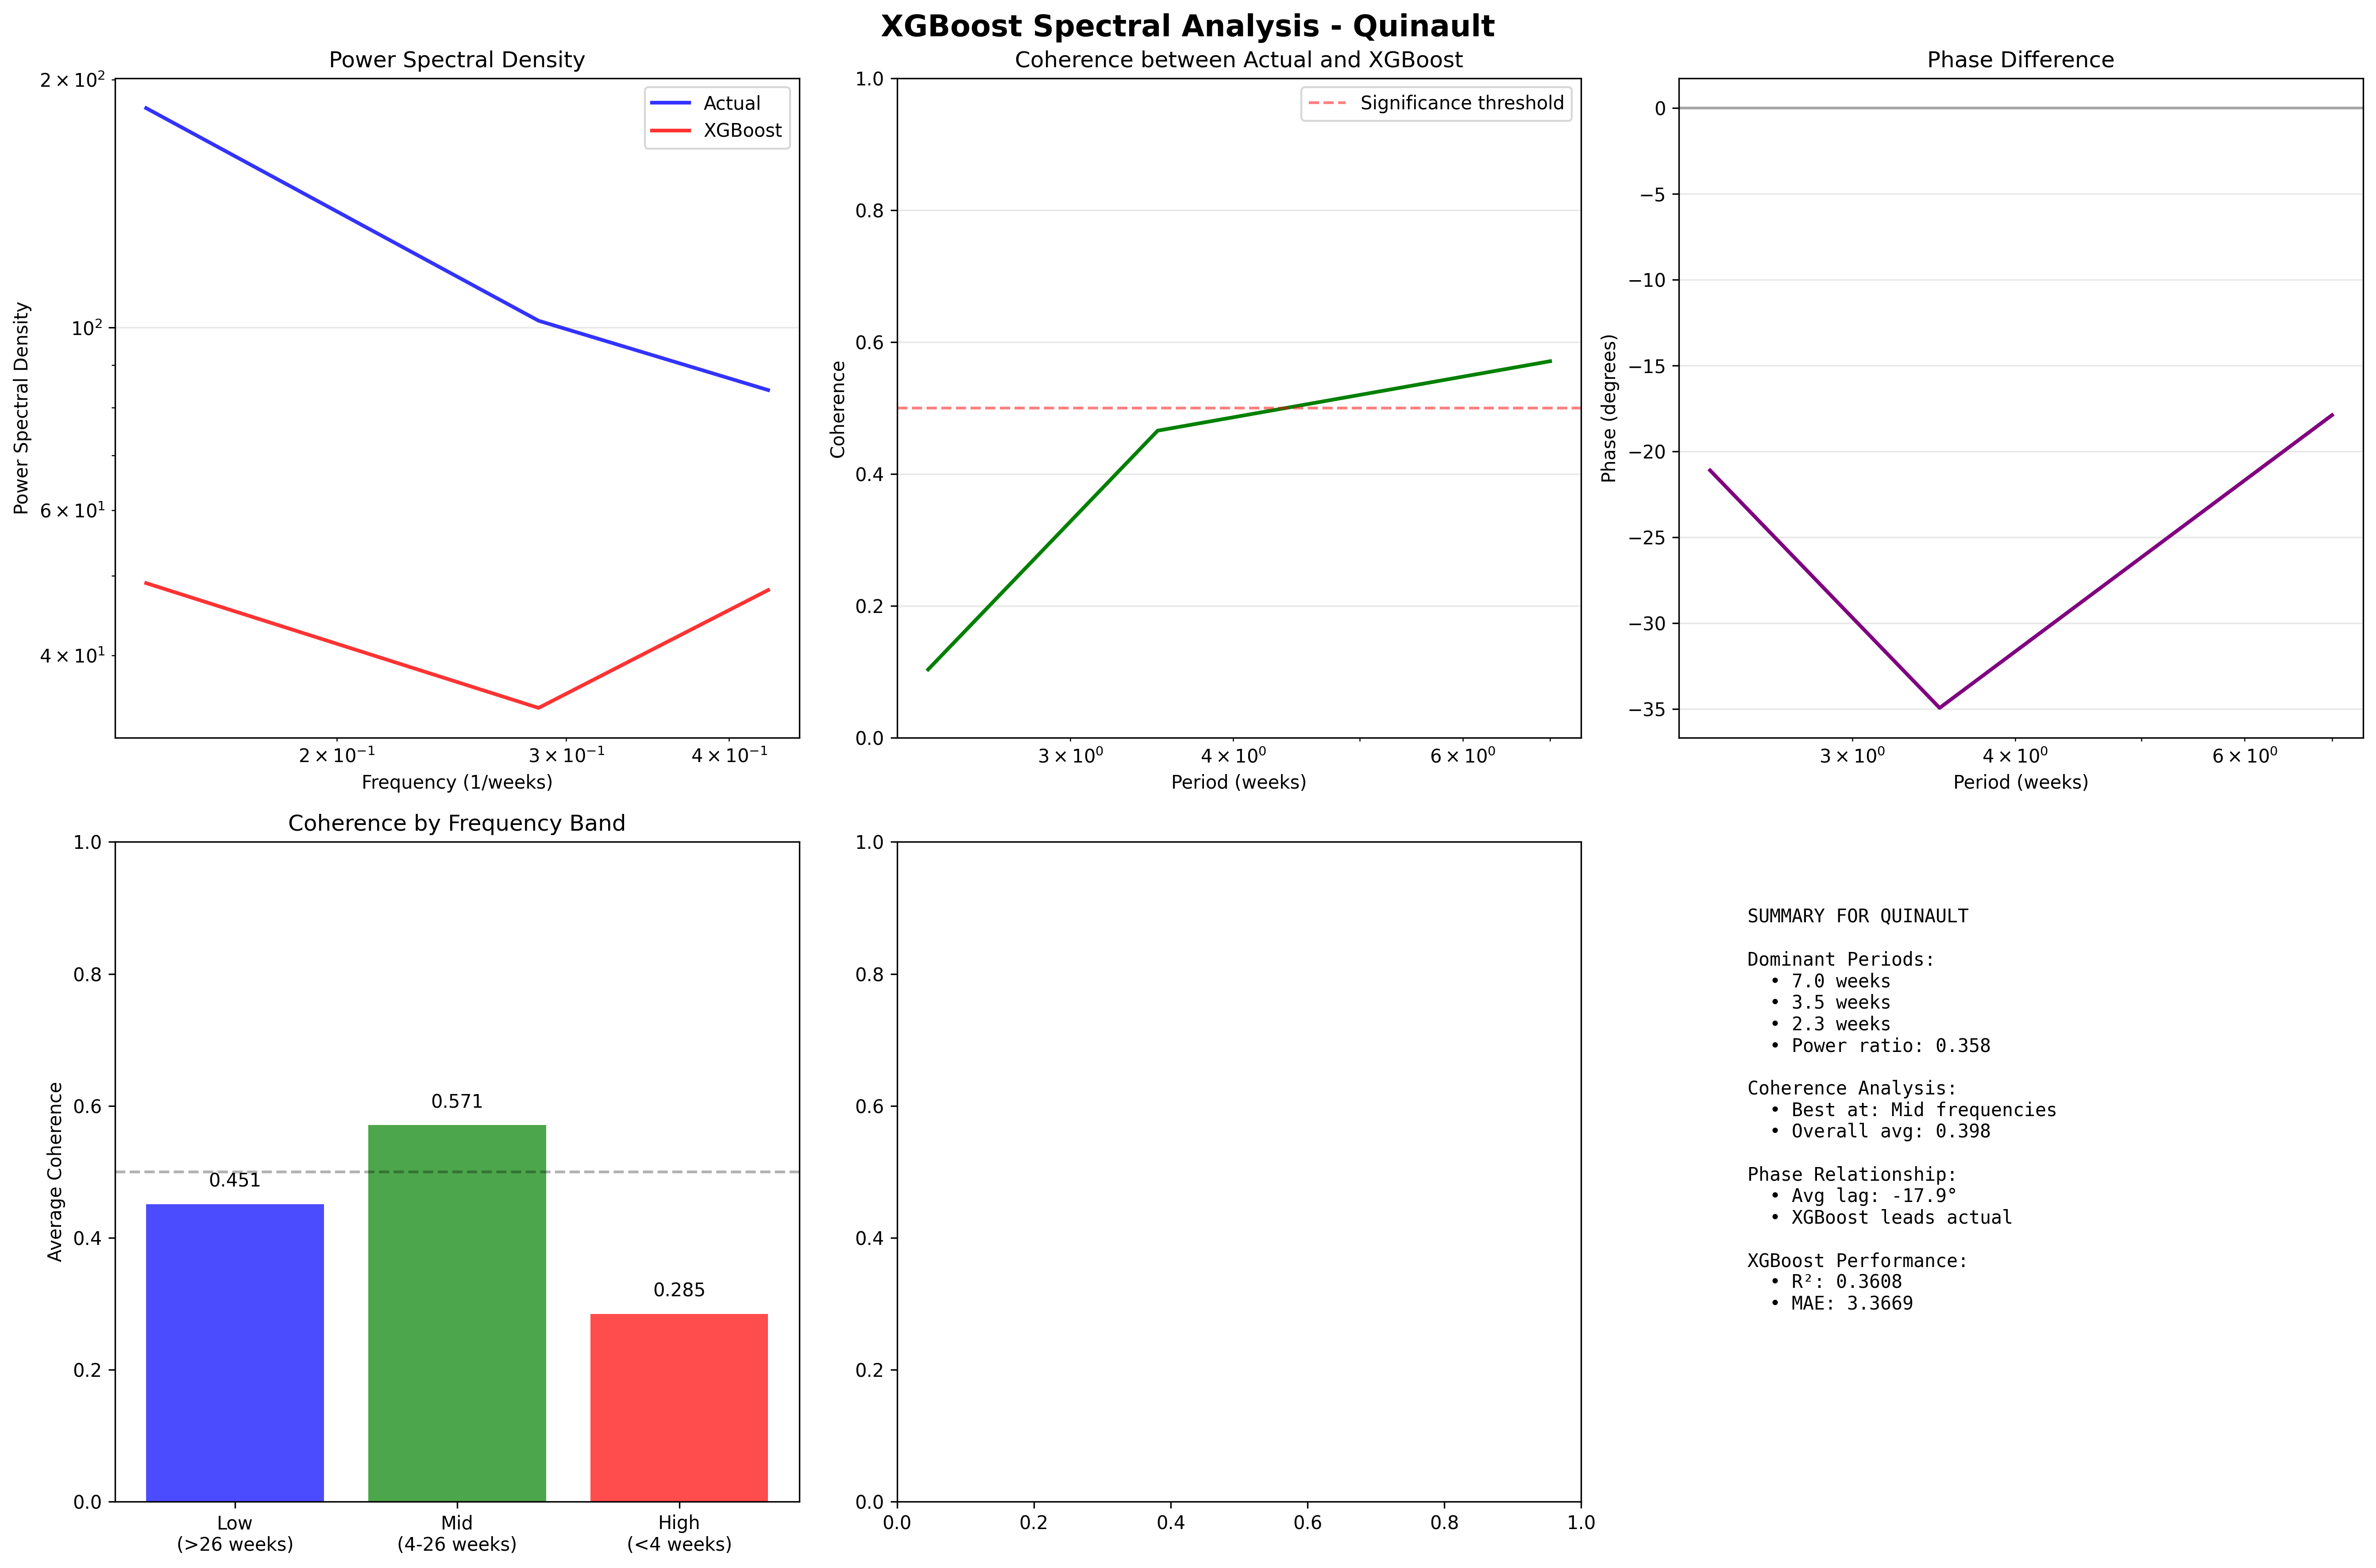 XGBoost Spectral Analysis - Quinault
Power Spectral Density
2 × 10²
10²
6 × 10¹
4 × 10¹
Power Spectral Density
Actual
XGBoost
2 × 10⁻¹
3 × 10⁻¹
4 × 10⁻¹
Frequency (1/weeks)
Coherence between Actual and XGBoost
1.0
0.8
0.6
0.4
0.2
0.0
Coherence
Significance threshold
3 × 10⁰
4 × 10⁰
6 × 10⁰
Period (weeks)
Phase Difference
0
−5
−10
−15
−20
−25
−30
−35
Phase (degrees)
3 × 10⁰
4 × 10⁰
6 × 10⁰
Period (weeks)
Coherence by Frequency Band
1.0
0.8
0.6
0.4
0.2
0.0
Average Coherence
0.451
0.571
0.285
Low
(>26 weeks)
Mid
(4-26 weeks)
High
(<4 weeks)
1.0
0.8
0.6
0.4
0.2
0.0
0.0
0.2
0.4
0.6
0.8
1.0
SUMMARY FOR QUINAULT
Dominant Periods:
• 7.0 weeks
• 3.5 weeks
• 2.3 weeks
• Power ratio: 0.358
Coherence Analysis:
• Best at: Mid frequencies
• Overall avg: 0.398
Phase Relationship:
• Avg lag: -17.9°
• XGBoost leads actual
XGBoost Performance:
• R²: 0.3608
• MAE: 3.3669